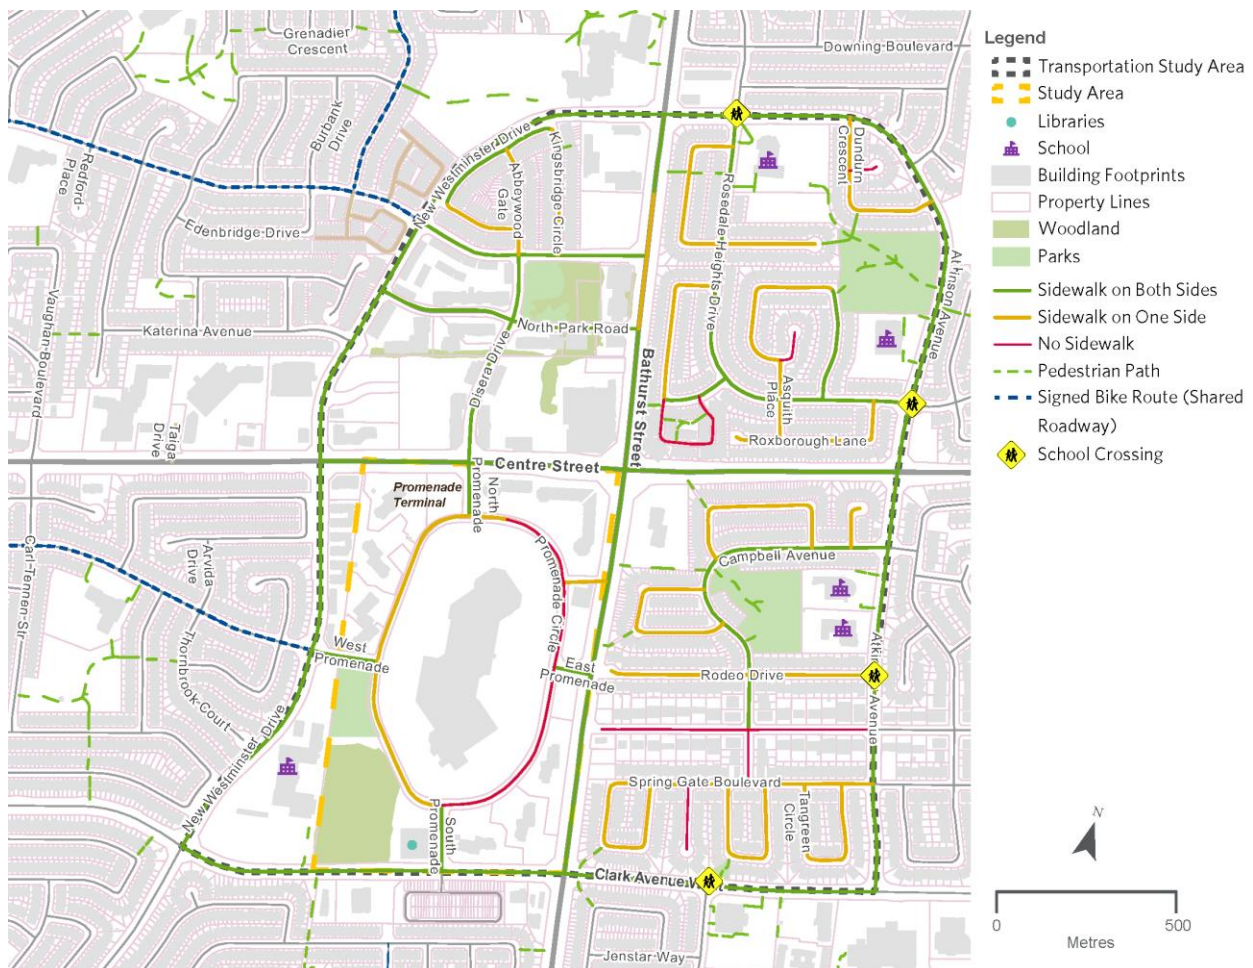 Grenadier
Crescent
Downing Boulevard
Burbank
Drive
Redford
Place
New Westminster Drive
Kingsbridge Circle
Abbeywood
Gate
Dundurn
Crescent
Rosedale Heights Drive
Edenbridge Drive
Atkinson Avenue
Vaughan Boulevard
Katerina Avenue
North Park Road
Disera Drive
Bathurst Street
Asquith
Place
Taiga
Drive
Roxborough Lane
Centre Street
Promenade
Terminal
North
Promenade
Carl Tennen Str
Arvida
Drive
Promenade Circle
Campbell Avenue
Thornbrook Court
West
Promenade
East
Promenade
Rodeo Drive
Atki
Avenue
New Westminster Drive
Spring Gate Boulevard
Tangreen
Circle
South
Promenade
Clark Avenue W t
Jenstar Way
Legend
Transportation Study Area
Study Area
Libraries
School
Building Footprints
Property Lines
Woodland
Parks
Sidewalk on Both Sides
Sidewalk on One Side
No Sidewalk
Pedestrian Path
Signed Bike Route (Shared
Roadway)
School Crossing
N
0 500
Metres